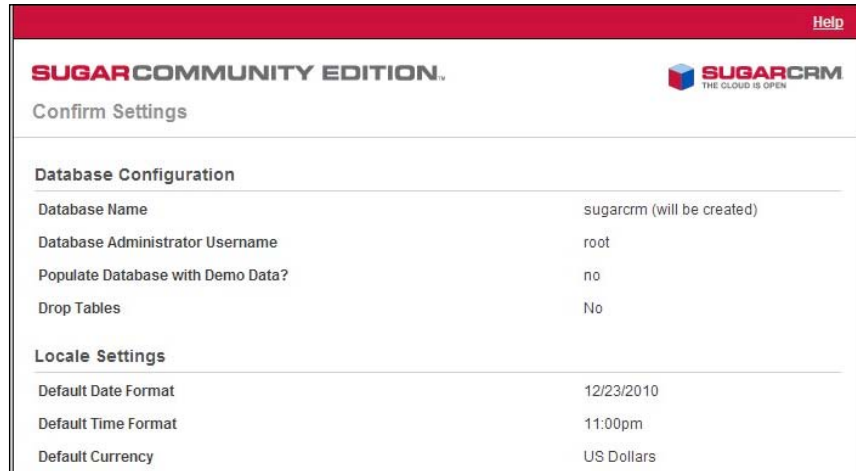 Help
SUGARCOMMUNITY EDITION™
SUGARCRM
THE CLOUD IS OPEN
Confirm Settings
Database Configuration
Database Name sugarcrm (will be created)
Database Administrator Username root
Populate Database with Demo Data? no
Drop Tables No
Locale Settings
Default Date Format 12/23/2010
Default Time Format 11:00pm
Default Currency US Dollars